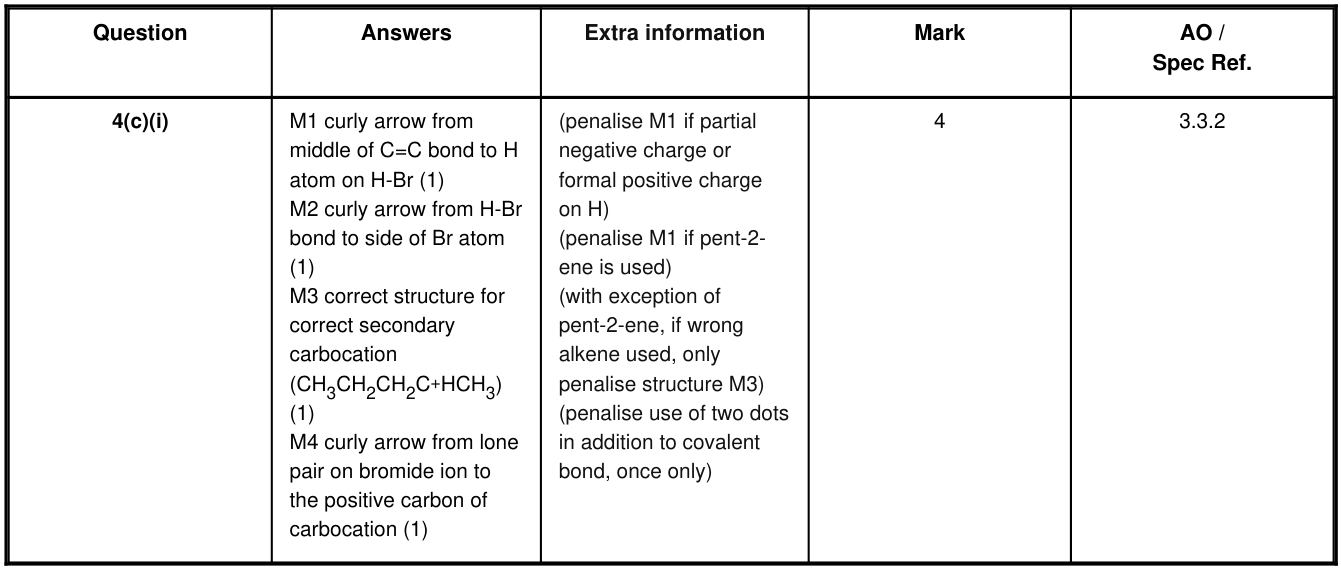 Question
Answers
Extra information
Mark
AO /
Spec Ref.
4(c)(i)
M1 curly arrow from
middle of C=C bond to H
atom on H-Br (1)
M2 curly arrow from H-Br
bond to side of Br atom
(1)
M3 correct structure for
correct secondary
carbocation
(CH₃CH₂CH₂C+HCH₃)
(1)
M4 curly arrow from lone
pair on bromide ion to
the positive carbon of
carbocation (1)
(penalise M1 if partial
negative charge or
formal positive charge
on H)
(penalise M1 if pent-2-
ene is used)
(with exception of
pent-2-ene, if wrong
alkene used, only
penalise structure M3)
(penalise use of two dots
in addition to covalent
bond, once only)
4
3.3.2